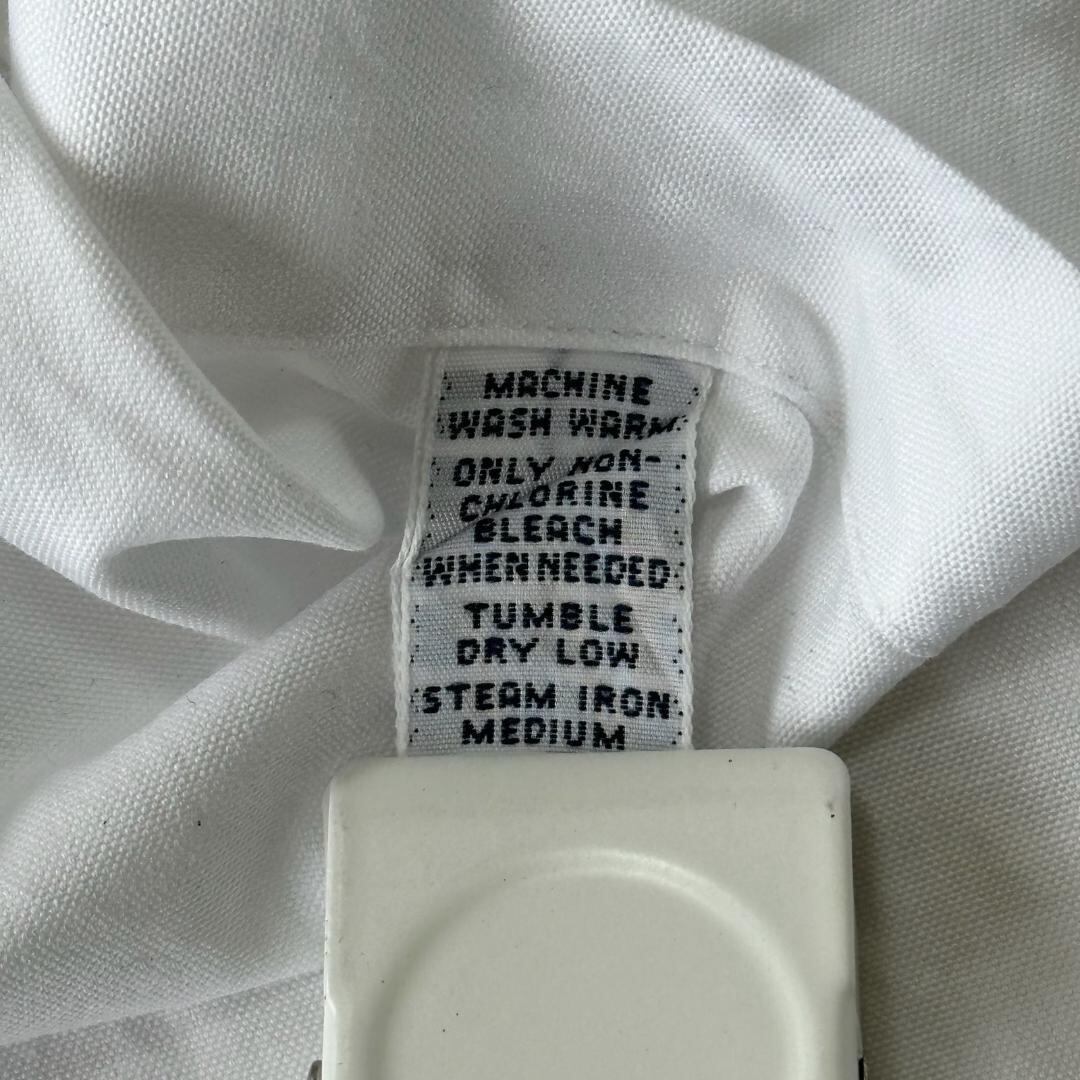 MACHINE
WASH WARM
ONLY NON-
CHLORINE
BLEACH
WHEN NEEDED
TUMBLE
DRY LOW
STEAM IRON
MEDIUM